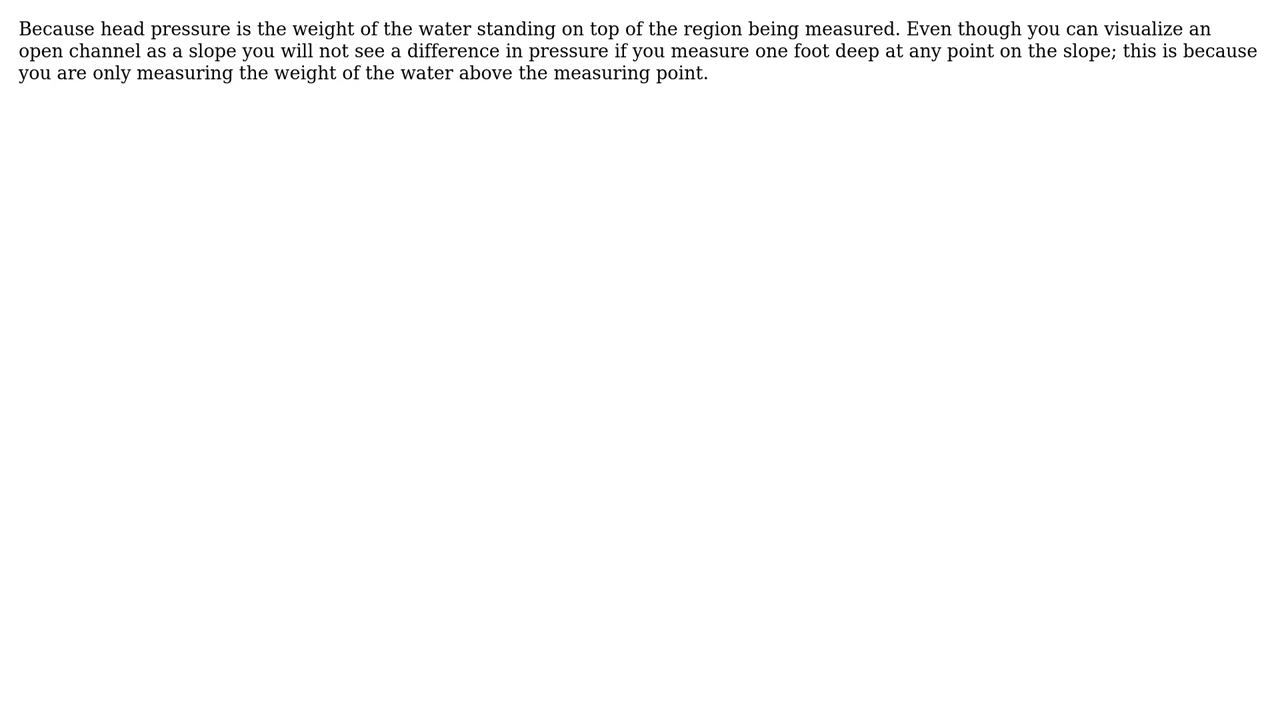 Because head pressure is the weight of the water standing on top of the region being measured. Even though you can visualize an
open channel as a slope you will not see a difference in pressure if you measure one foot deep at any point on the slope; this is because
you are only measuring the weight of the water above the measuring point.